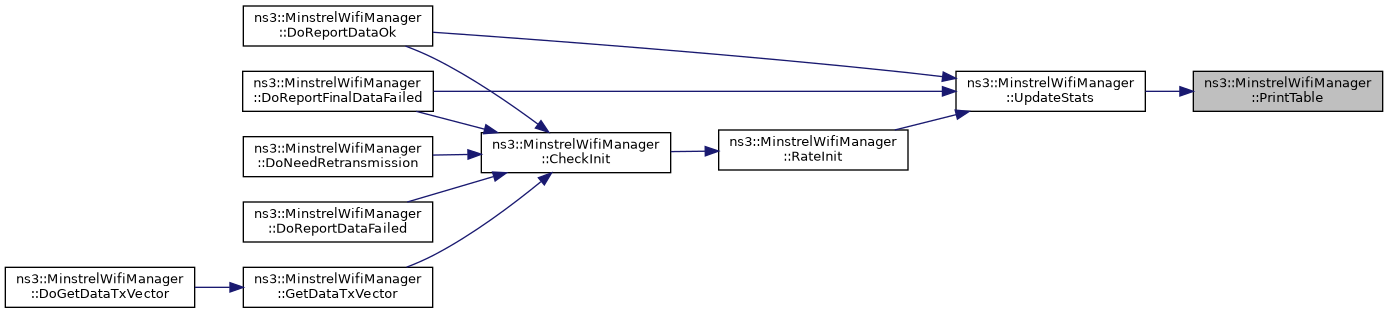 ns3::MinstrelWifiManager
::DoReportDataOk
ns3::MinstrelWifiManager
::DoReportFinalDataFailed
ns3::MinstrelWifiManager
::DoNeedRetransmission
ns3::MinstrelWifiManager
::DoReportDataFailed
ns3::MinstrelWifiManager
::DoGetDataTxVector
ns3::MinstrelWifiManager
::GetDataTxVector
ns3::MinstrelWifiManager
::CheckInit
ns3::MinstrelWifiManager
::RateInit
ns3::MinstrelWifiManager
::UpdateStats
ns3::MinstrelWifiManager
::PrintTable